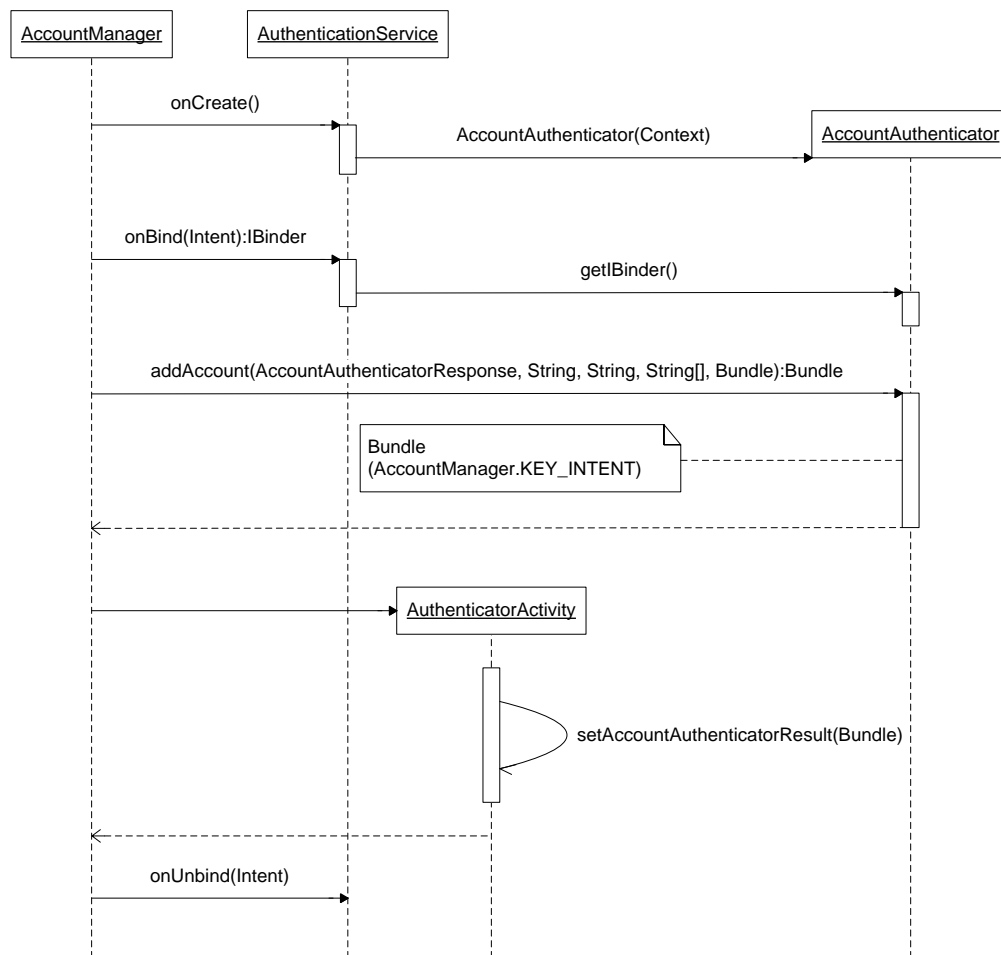 AccountManager
AuthenticationService
onCreate()
AccountAuthenticator(Context)
AccountAuthenticator
onBind(Intent):IBinder
getIBinder()
addAccount(AccountAuthenticatorResponse, String, String, String[], Bundle):Bundle
Bundle
(AccountManager.KEY_INTENT)
AuthenticatorActivity
setAccountAuthenticatorResult(Bundle)
onUnbind(Intent)